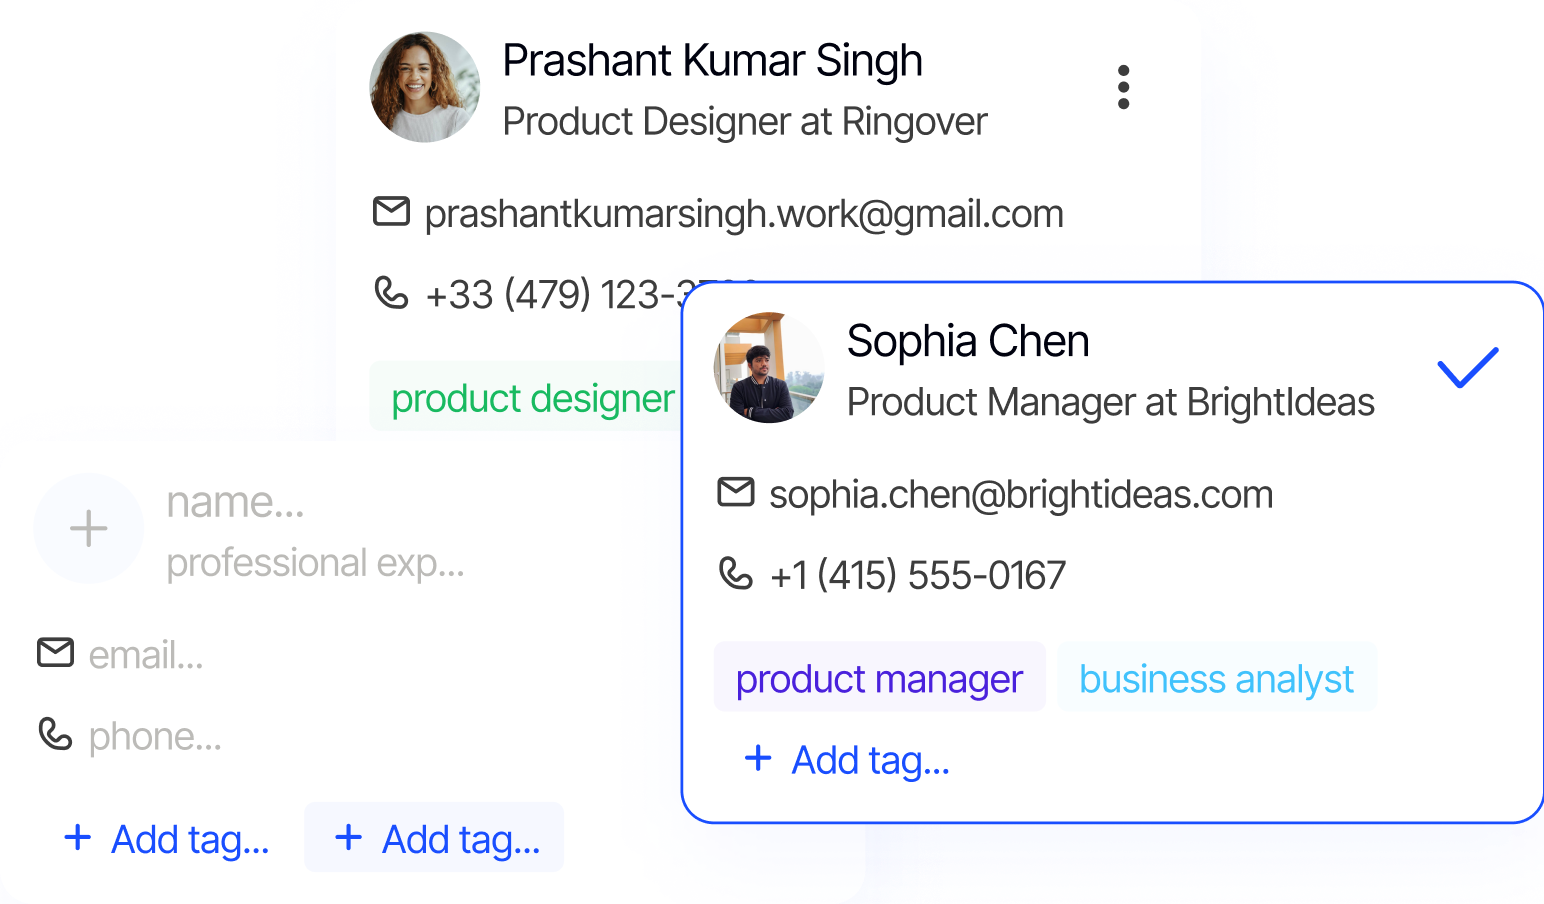 Prashant Kumar Singh
Product Designer at Ringover
prashantkumarsingh.work@gmail.com
+33 (479) 123-3
product designer
Sophia Chen
Product Manager at BrightIdeas
sophia.chen@brightideas.com
+1 (415) 555-0167
product manager business analyst
+ Add tag...
name...
professional exp...
email...
phone...
+ Add tag... + Add tag...